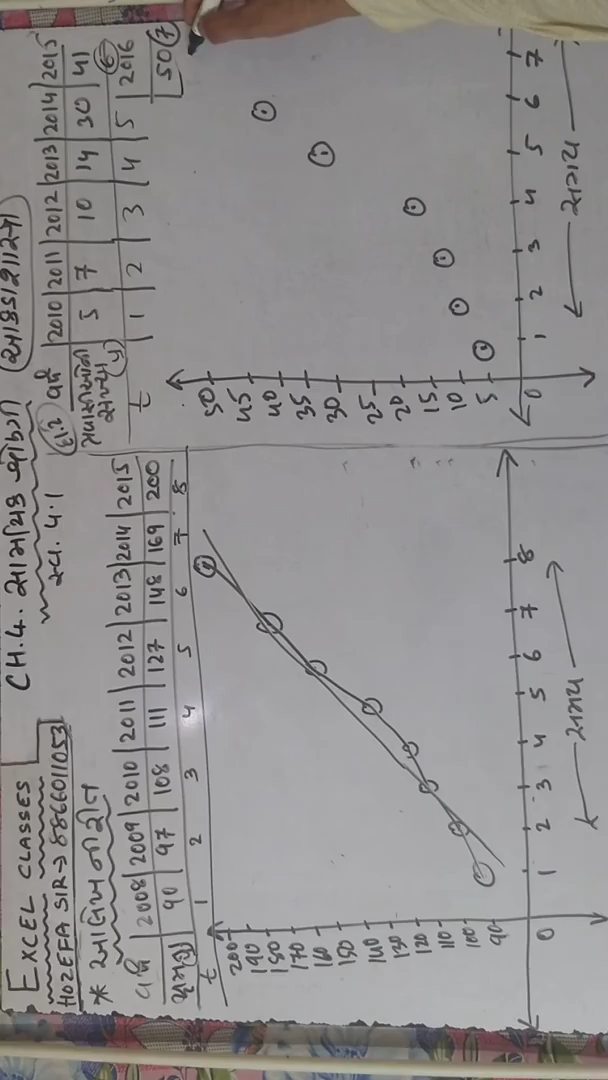 EXCEL CLASSES
HOZEFA SIR → 8866011053
CH.4. સામયિક શ્રેણી (આંકડાશાસ્ત્ર)
સ્વા. ૫.1
* આલેખની રીત
વર્ષ | 2008 | 2009 | 2010 | 2011 | 2012 | 2013 | 2014 | 2015
90 | 97 | 108 | 111 | 127 | 148 | 169 | 200
t | 1 | 2 | 3 | 4 | 5 | 6 | 7 | 8
200
190
180
170
160
150
140
130
120
110
100
90
0 1 2 3 4 5 6 7 8
સમય
વર્ષ | 2010 | 2011 | 2012 | 2013 | 2014 | 2015
સંખ્યા (y) | 5 | 7 | 10 | 14 | 30 | 41
t | 1 | 2 | 3 | 4 | 5 | 6
2016
7
50
50
45
40
35
30
25
20
15
10
5
0 1 2 3 4 5 6 7
સમય